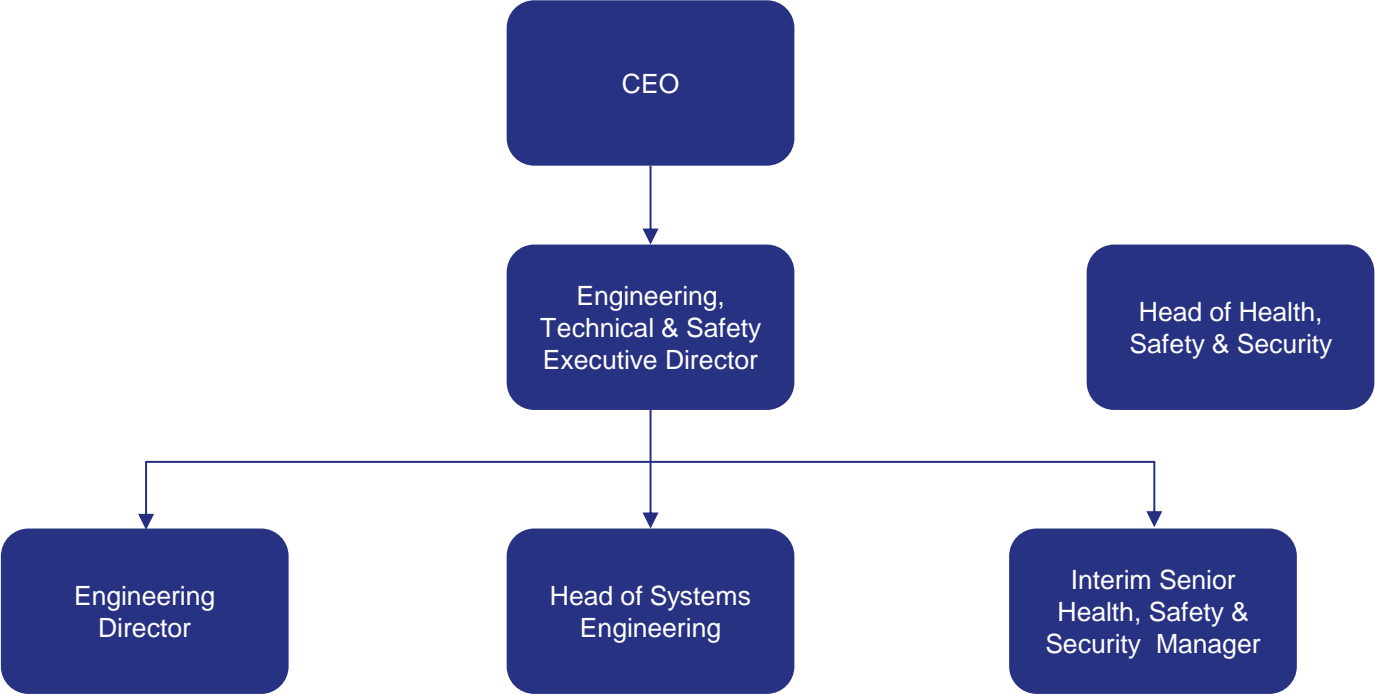 CEO
Engineering,
Technical & Safety
Executive Director
Head of Health,
Safety & Security
Engineering
Director
Head of Systems
Engineering
Interim Senior
Health, Safety &
Security  Manager